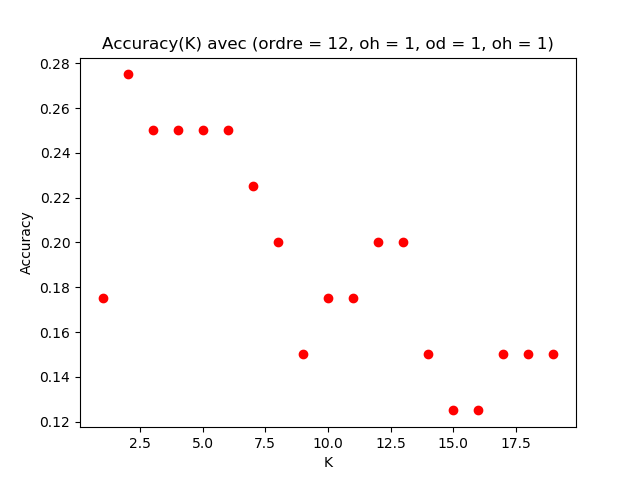 Accuracy(K) avec (ordre = 12, oh = 1, od = 1, oh = 1)
0.28
0.26
0.24
0.22
0.20
0.18
0.16
0.14
0.12
Accuracy
2.5 5.0 7.5 10.0 12.5 15.0 17.5
K